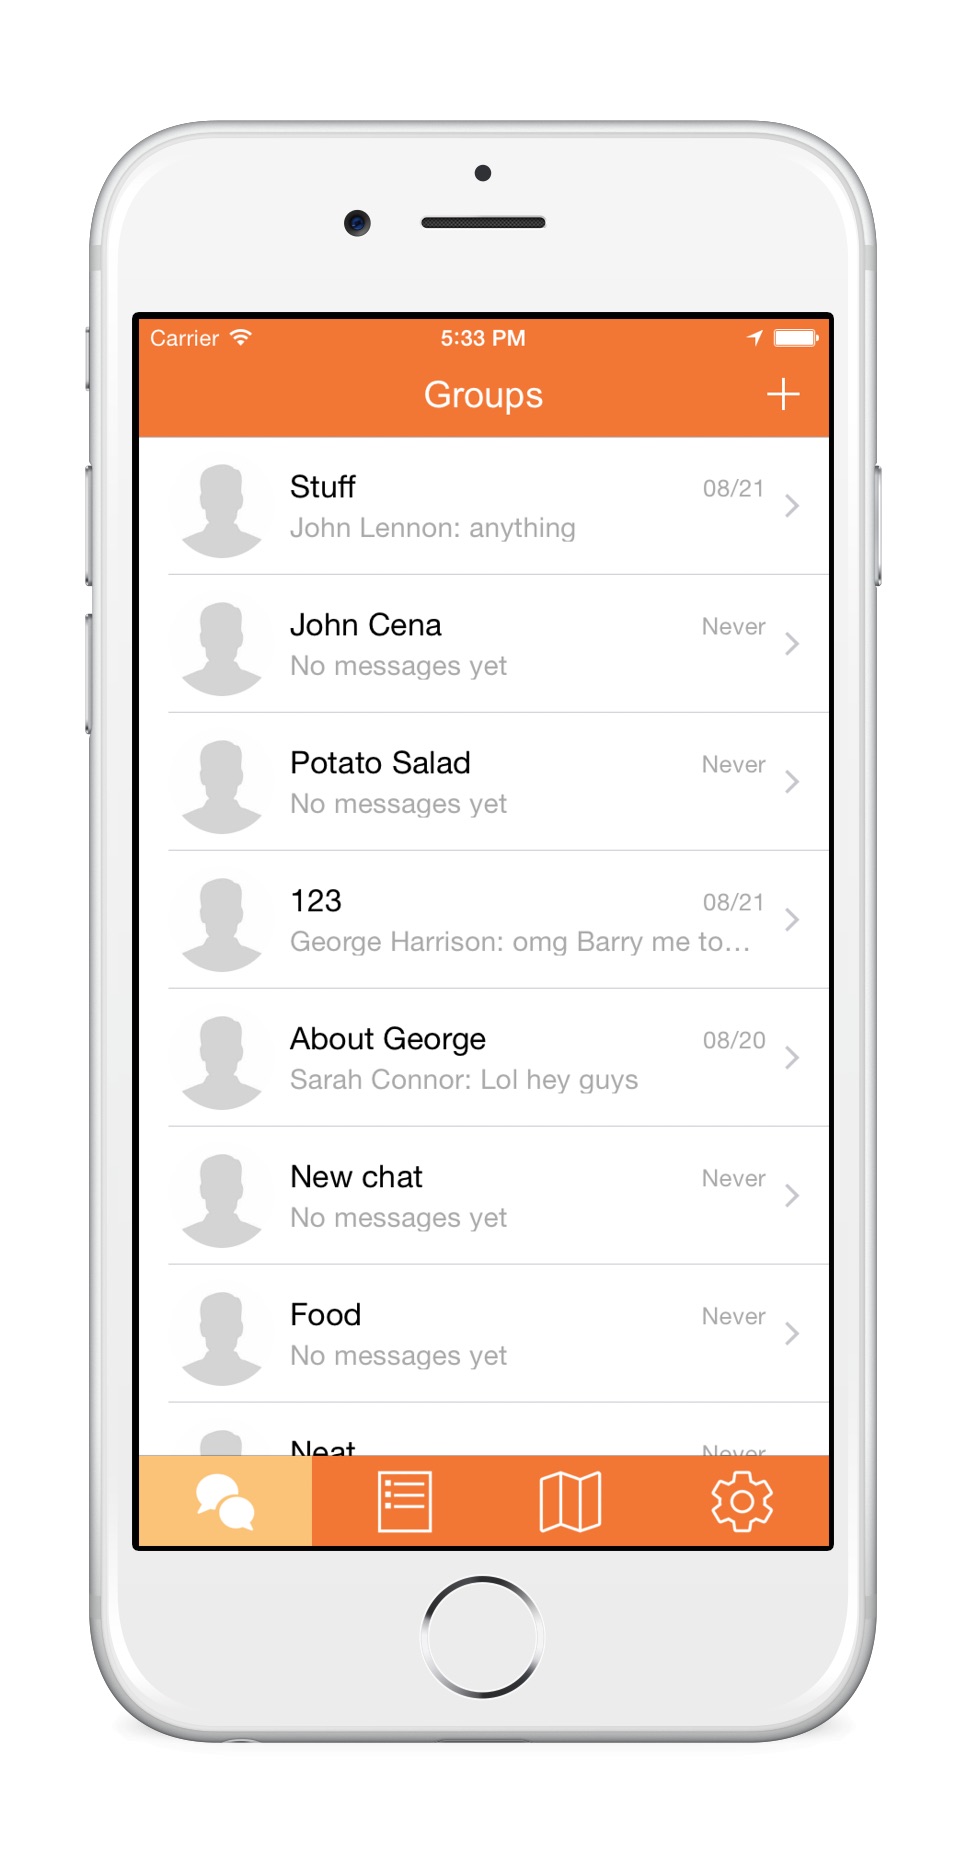 Carrier 5:33 PM
Groups
Stuff 08/21
John Lennon: anything
John Cena Never
No messages yet
Potato Salad Never
No messages yet
123 08/21
George Harrison: omg Barry me to...
About George 08/20
Sarah Connor: Lol hey guys
New chat Never
No messages yet
Food Never
No messages yet
Neat Never